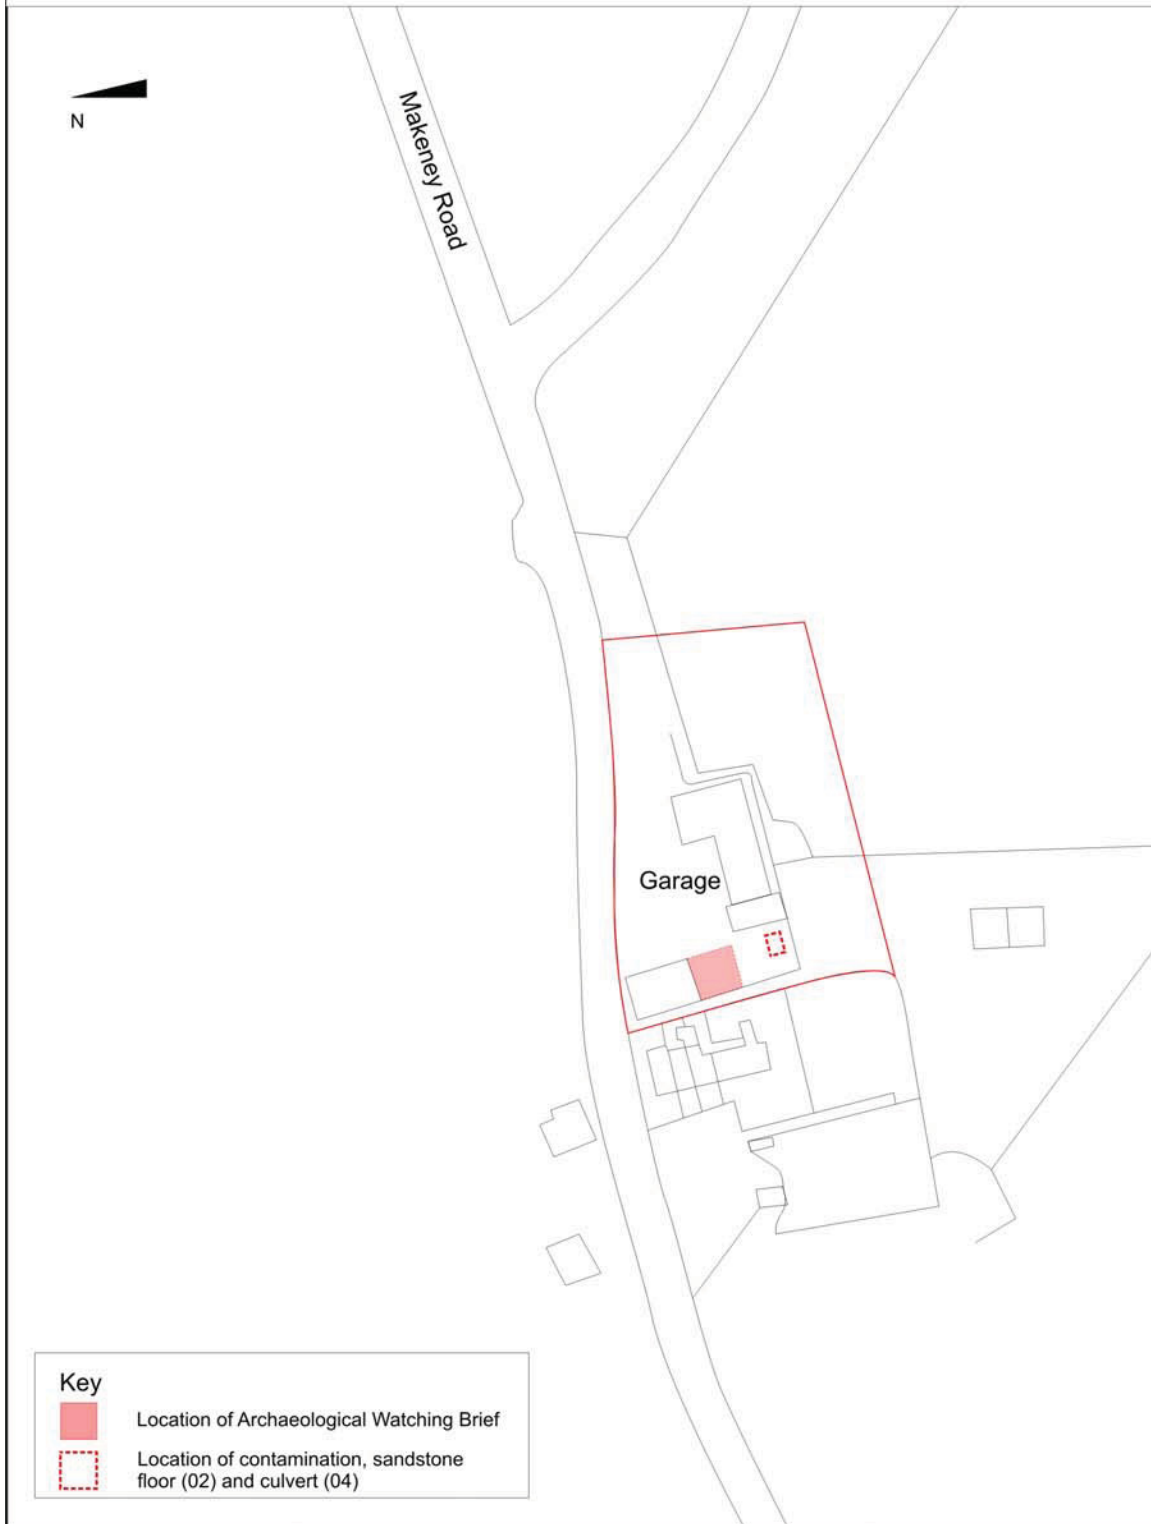 N
Makeney Road
Garage
Key
Location of Archaeological Watching Brief
Location of contamination, sandstone
floor (02) and culvert (04)